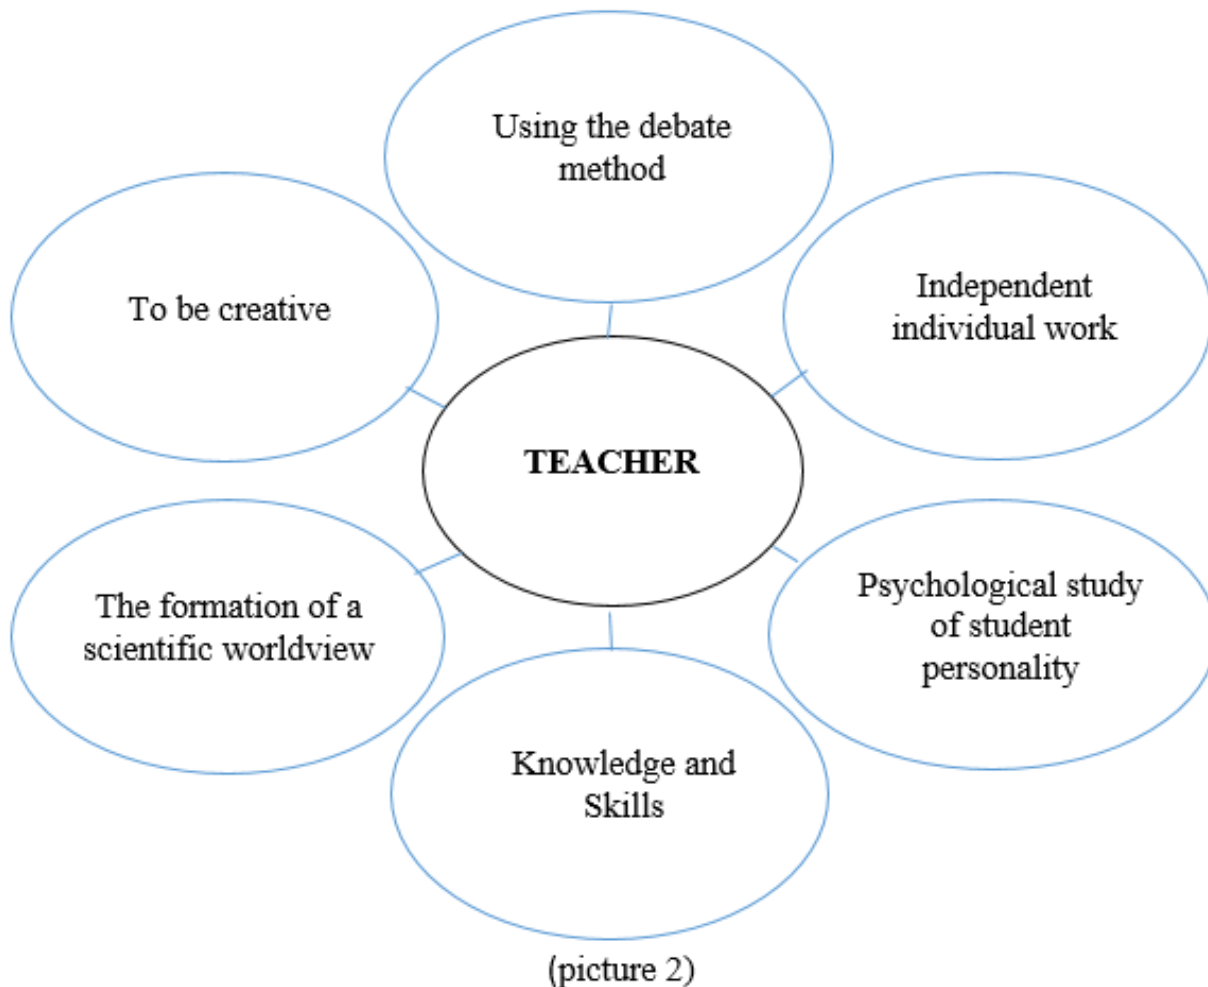 Using the debate
method
To be creative
Independent
individual work
TEACHER
The formation of a
scientific worldview
Psychological study
of student
personality
Knowledge and
Skills
(picture 2)